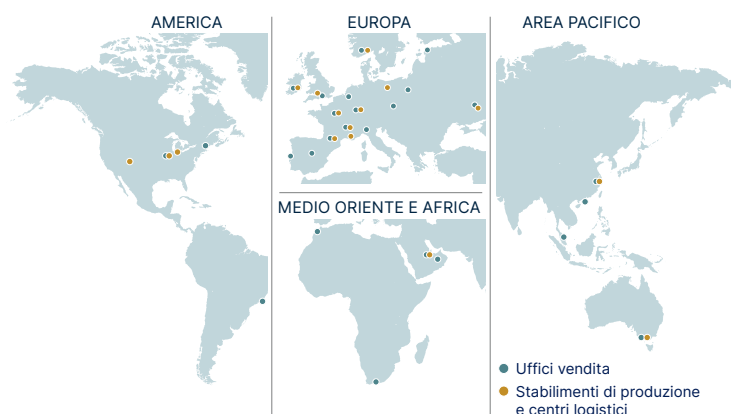 AMERICA
EUROPA
AREA PACIFICO
MEDIO ORIENTE E AFRICA
Uffici vendita
Stabilimenti di produzione
e centri logistici